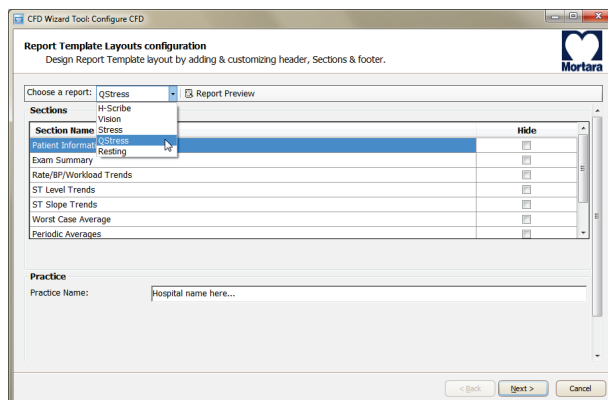 CFD Wizard Tool: Configure CFD
Report Template Layouts configuration
Design Report Template layout by adding & customizing header, Sections & footer.
Mortara
Choose a report: QStress Report Preview
H-Scribe
Vision
Stress
QStress
Resting
Sections
Section Name Hide
Patient Informati
Exam Summary
Rate/BP/Workload Trends
ST Level Trends
ST Slope Trends
Worst Case Average
Periodic Averages
Practice
Practice Name: Hospital name here...
< Back Next > Cancel